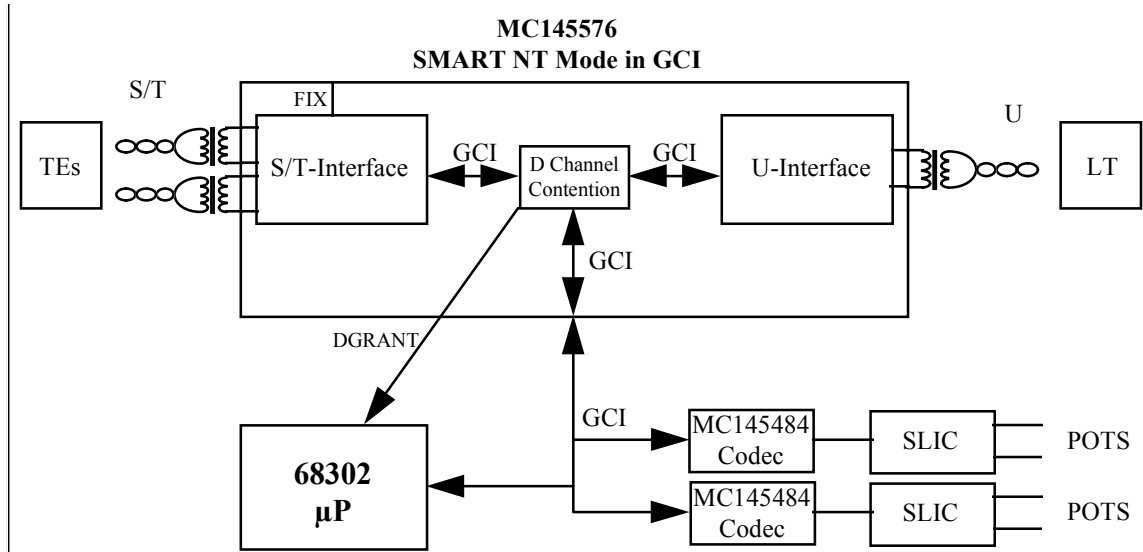 MC145576
SMART NT Mode in GCI
S/T
FIX
U
TEs
S/T-Interface
GCI
D Channel
Contention
GCI
U-Interface
LT
GCI
DGRANT
GCI
MC145484
Codec
SLIC
POTS
68302
µP
MC145484
Codec
SLIC
POTS